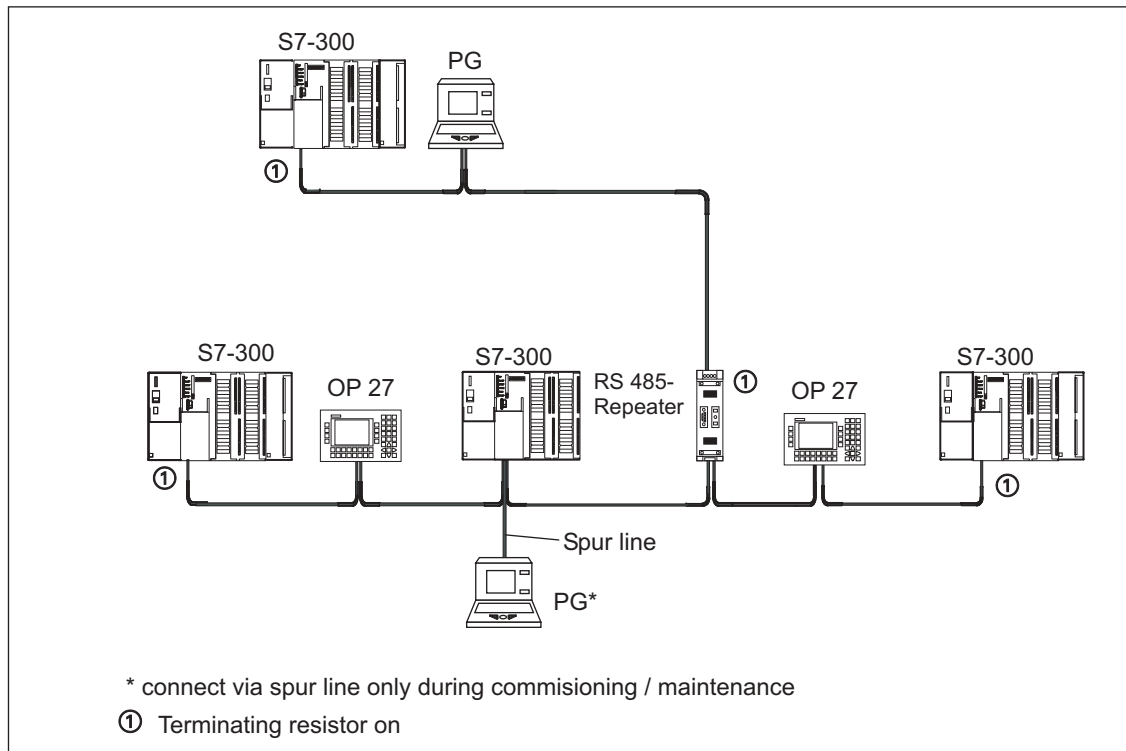 S7-300
PG
①
S7-300
OP 27
S7-300
RS 485-
Repeater
①
OP 27
S7-300
①
①
Spur line
PG*
* connect via spur line only during commisioning / maintenance
① Terminating resistor on